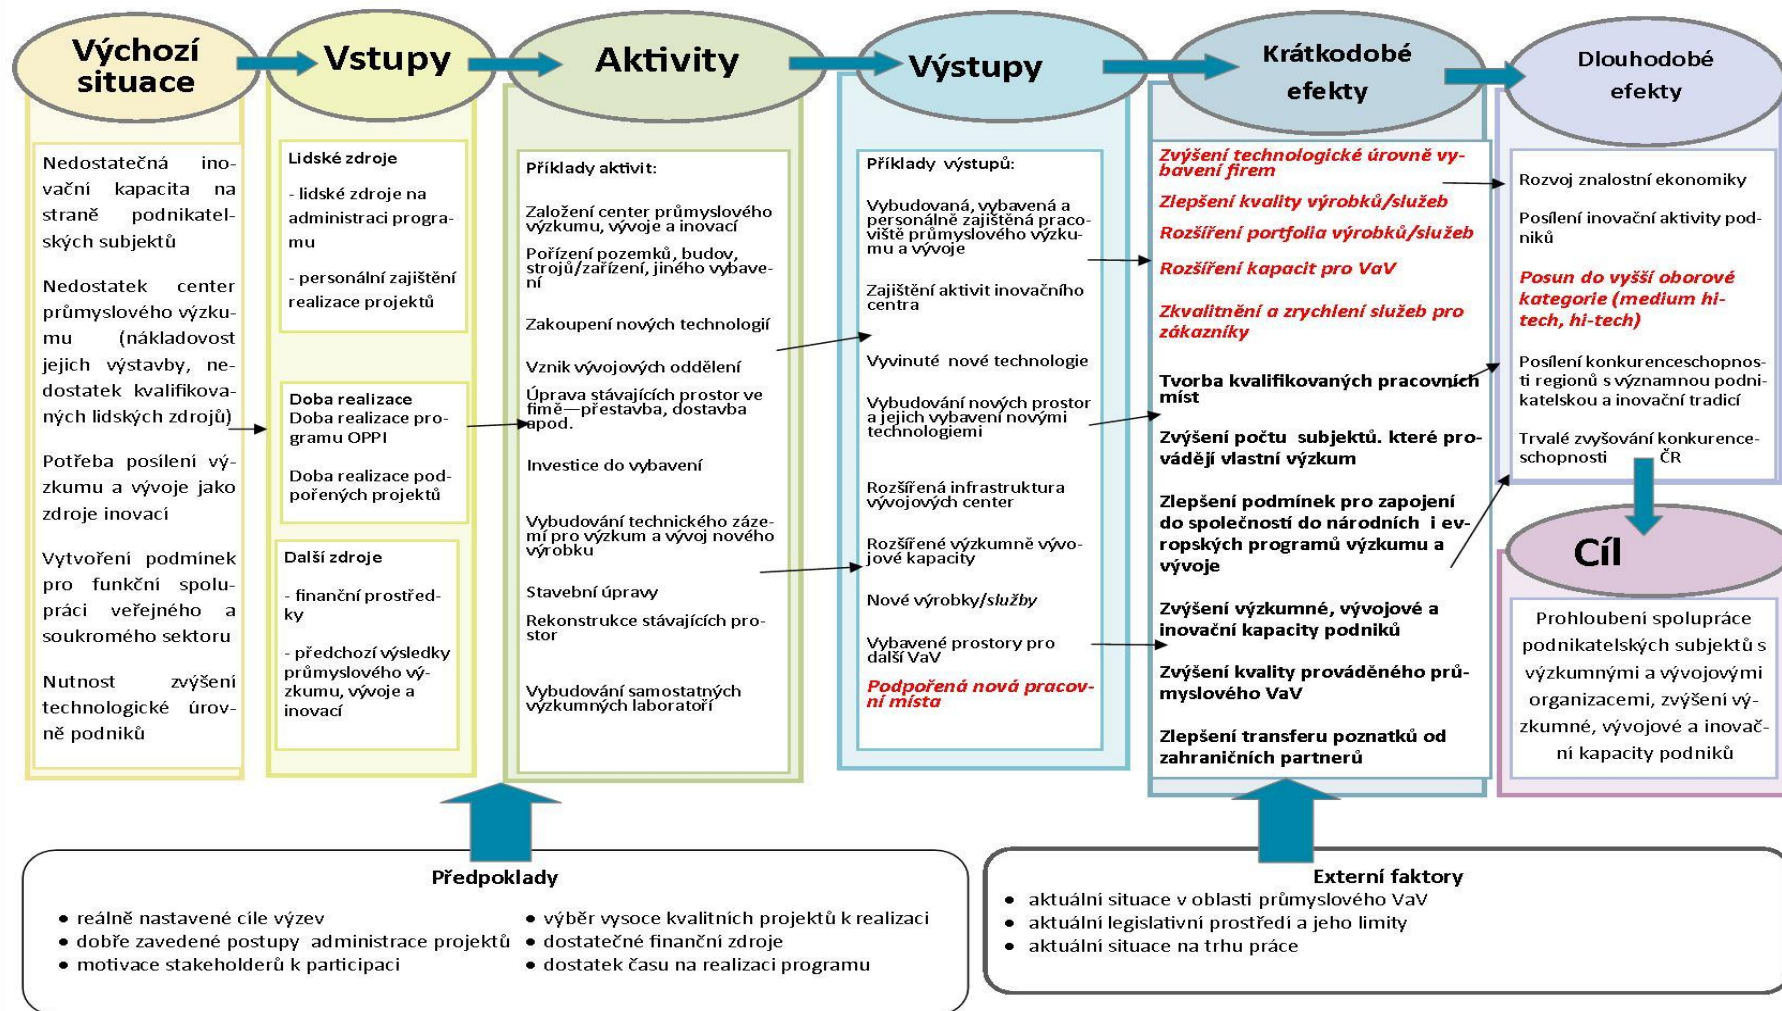 Výchozí
situace
Nedostatečná ino-
vační kapacita na
straně podnikatel-
ských subjektů
Nedostatek center
průmyslového výzku-
mu (nákladovost
jejich výstavby, ne-
dostatek kvalifikova-
ných lidských zdrojů)
Potřeba posílení vý-
zkumu a vývoje jako
zdroje inovací
Vytvoření podmínek
pro funkční spolu-
práci veřejného a
soukromého sektoru
Nutnost zvýšení
technologické úrov-
ně podniků
Vstupy
Lidské zdroje
- lidské zdroje na
administraci progra-
mu
- personální zajištění
realizace projektů
Doba realizace
Doba realizace pro-
gramu OPPI
Doba realizace pod-
pořených projektů
Další zdroje
- finanční prostřed-
ky
- předchozí výsledky
průmyslového vý-
zkumu, vývoje a
inovací
Aktivity
Příklady aktivit:
Založení center průmyslového
výzkumu, vývoje a inovací
Pořízení pozemků, budov,
strojů/zařízení, jiného vybave-
ní
Zakoupení nových technologií
Vznik vývojových oddělení
Úprava stávajících prostor ve
fimě—přestavba, dostavba
apod.
Investice do vybavení
Vybudování technického záze-
mí pro výzkum a vývoj nového
výrobku
Stavební úpravy
Rekonstrukce stávajících pro-
stor
Vybudování samostatných
výzkumných laboratoří
Výstupy
Příklady výstupů:
Vybudovaná, vybavená a
personálně zajištěná praco-
viště průmyslového výzku-
mu a vývoje
Zajištění aktivit inovačního
centra
Vyvinuté nové technologie
Vybudování nových prostor
a jejich vybavení novými
technologiemi
Rozšířená infrastruktura
vývojových center
Rozšířené výzkumně vývo-
jové kapacity
Nové výrobky/služby
Vybavené prostory pro
další VaV
Podpořená nová pracov-
ní místa
Krátkodobé
efekty
Zvýšení technologické úrovně vy-
bavení firem
Zlepšení kvality výrobků/služeb
Rozšíření portfolia výrobků/služeb
Rozšíření kapacit pro VaV
Zkvalitnění a zrychlení služeb pro
zákazníky
Tvorba kvalifikovaných pracovních
míst
Zvýšení počtu subjektů. které pro-
vádějí vlastní výzkum
Zlepšení podmínek pro zapojení
do společností do národních i ev-
ropských programů výzkumu a
vývoje
Zvýšení výzkumné, vývojové a
inovační kapacity podniků
Zvýšení kvality prováděného prů-
myslového VaV
Zlepšení transferu poznatků od
zahraničních partnerů
Dlouhodobé
efekty
Rozvoj znalostní ekonomiky
Posílení inovační aktivity pod-
niků
Posun do vyšší oborové
kategorie (medium hi-
tech, hi-tech)
Posílení konkurenceschopnos-
ti regionů s významnou podni-
katelskou a inovační tradicí
Trvalé zvyšování konkurence-
schopnosti ČR
Cíl
Prohloubení spolupráce
podnikatelských subjektů s
výzkumnými a vývojovými
organizacemi, zvýšení vý-
zkumné, vývojové a inovač-
ní kapacity podniků
Předpoklady
• reálně nastavené cíle výzev
• dobře zavedené postupy administrace projektů
• motivace stakeholderů k participaci
• výběr vysoce kvalitních projektů k realizaci
• dostatečné finanční zdroje
• dostatek času na realizaci programu
Externí faktory
• aktuální situace v oblasti průmyslového VaV
• aktuální legislativní prostředí a jeho limity
• aktuální situace na trhu práce